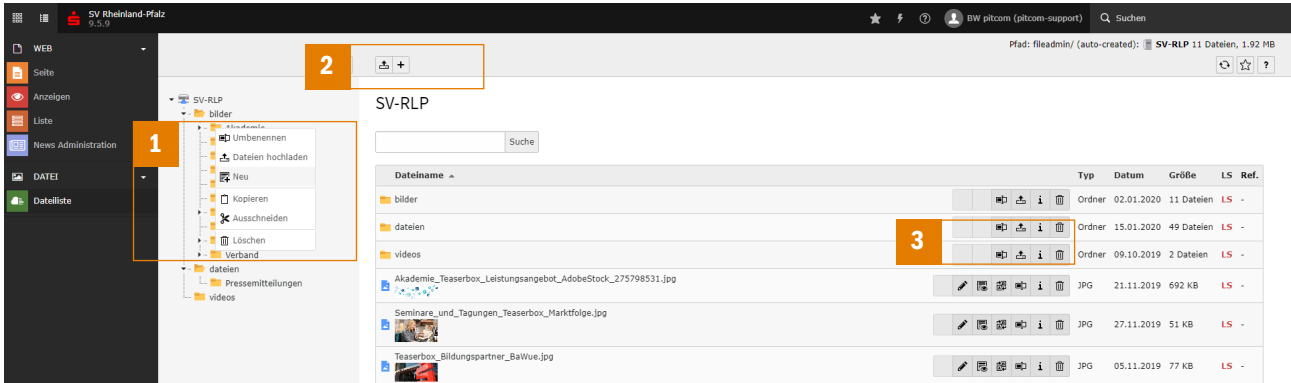 SV Rheinland-Pfalz
9.5.9
BW pitcom (pitcom-support)
Suchen
WEB
Seite
Anzeigen
Liste
News Administration
DATEI
Dateiliste
Pfad: fileadmin/ (auto-created): SV-RLP 11 Dateien, 1.92 MB
?
2
1
SV-RLP
bilder
Akademie
Umbenennen
Dateien hochladen
Neu
Kopieren
Ausschneiden
Löschen
Verband
dateien
Pressemitteilungen
videos
SV-RLP
Suche
Dateiname Typ Datum Größe LS Ref.
bilder Ordner 02.01.2020 11 Dateien LS -
dateien Ordner 15.01.2020 49 Dateien LS -
3
videos Ordner 09.10.2019 2 Dateien LS -
Akademie_Teaserbox_Leistungsangebot_AdobeStock_275798531.jpg JPG 21.11.2019 692 KB LS -
Seminare_und_Tagungen_Teaserbox_Marktfolge.jpg JPG 27.11.2019 51 KB LS -
Teaserbox_Bildungspartner_BaWue.jpg JPG 05.11.2019 77 KB LS -